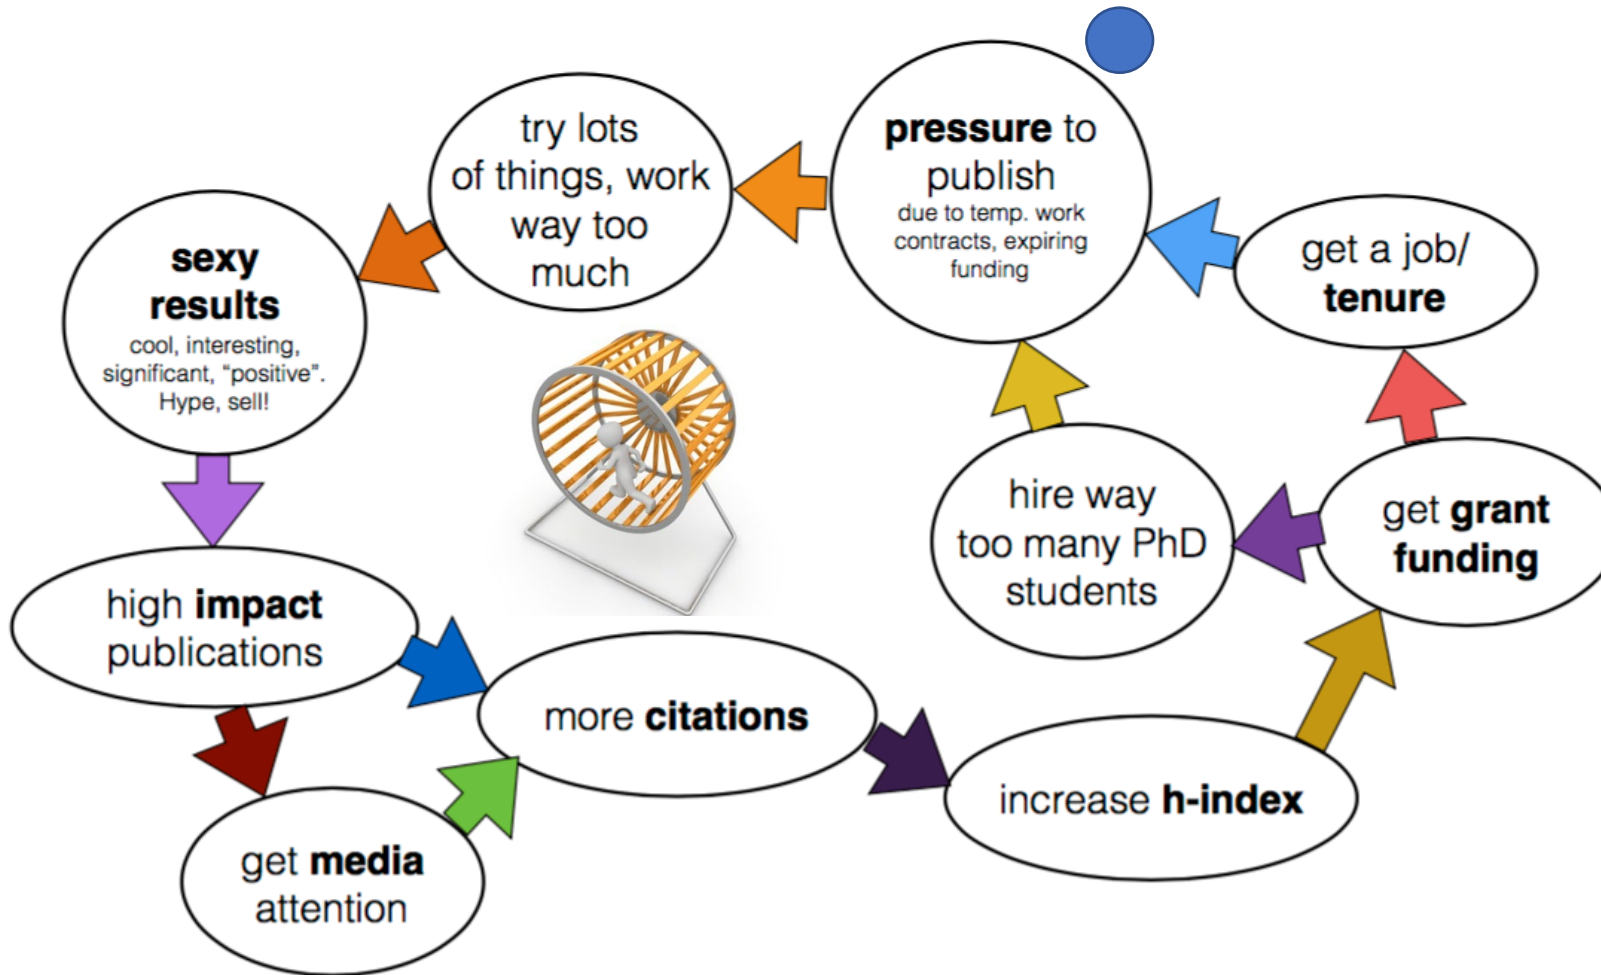 pressure to
publish
due to temp. work
contracts, expiring
funding
try lots
of things, work
way too
much
sexy
results
cool, interesting,
significant, “positive”.
Hype, sell!
high impact
publications
get media
attention
more citations
increase h-index
get grant
funding
hire way
too many PhD
students
get a job/
tenure